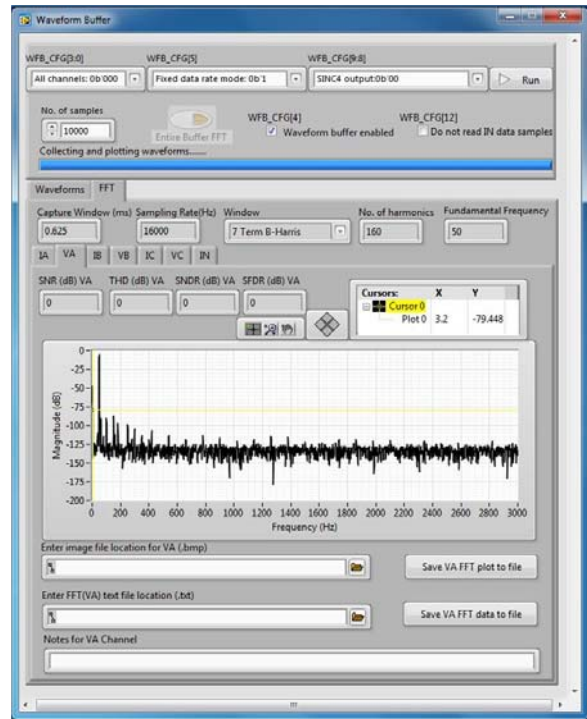 Waveform Buffer
WFB_CFG[3:0] WFB_CFG[5] WFB_CFG[9:8]
All channels: 0b'000 Fixed data rate mode: 0b'1 SINC4 output:0b'00 Run
No. of samples WFB_CFG[4] WFB_CFG[12]
10000 Entire Buffer FFT Waveform buffer enabled Do not read IN data samples
Collecting and plotting waveforms......
Waveforms FFT
Capture Window (ms) Sampling Rate(Hz) Window No. of harmonics Fundamental Frequency
0.625 16000 7 Term B-Harris 160 50
IA VA IB VB IC VC IN
SNR (dB) VA THD (dB) VA SNDR (dB) VA SFDR (dB) VA
0 0 0 0
Cursors: X Y
Cursor 0
Plot 0 3.2 -79.448
Magnitude (dB)
0
-25
-50
-75
-100
-125
-150
-175
-200
0 200 400 600 800 1000 1200 1400 1600 1800 2000 2200 2400 2600 2800 3000
Frequency (Hz)
Enter image file location for VA (.bmp)
Save VA FFT plot to file
Enter FFT(VA) text file location (.txt)
Save VA FFT data to file
Notes for VA Channel